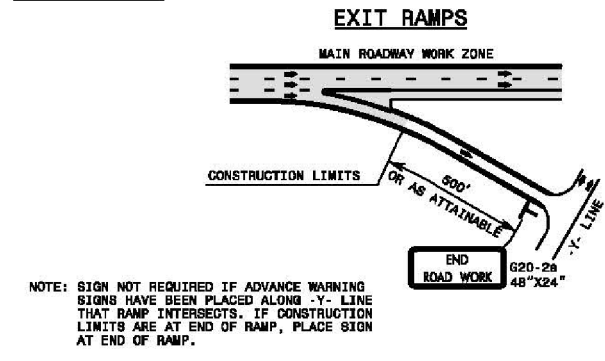 EXIT RAMPS
MAIN ROADWAY WORK ZONE
CONSTRUCTION LIMITS
500'
OR AS ATTAINABLE
-Y- LINE
END
ROAD WORK
G20-2a
48"X24"
NOTE: SIGN NOT REQUIRED IF ADVANCE WARNING
SIGNS HAVE BEEN PLACED ALONG -Y- LINE
THAT RAMP INTERSECTS. IF CONSTRUCTION
LIMITS ARE AT END OF RAMP, PLACE SIGN
AT END OF RAMP.